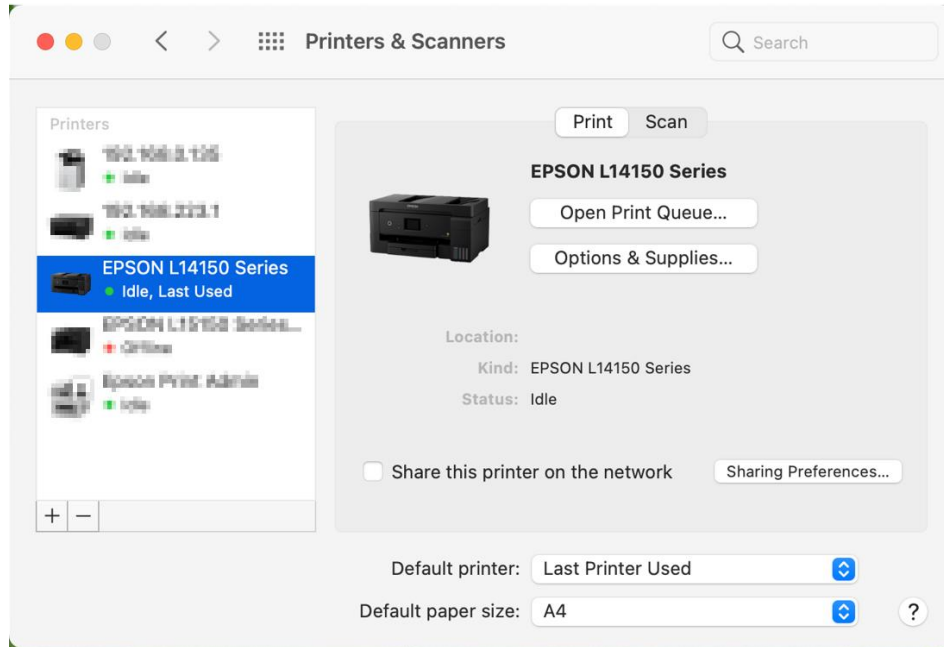 Printers & Scanners
Search
Printers
Print Scan
EPSON L14150 Series
Open Print Queue...
Options & Supplies...
EPSON L14150 Series
Idle, Last Used
Location:
Kind: EPSON L14150 Series
Status: Idle
Share this printer on the network
Sharing Preferences...
+ −
Default printer: Last Printer Used
Default paper size: A4
?